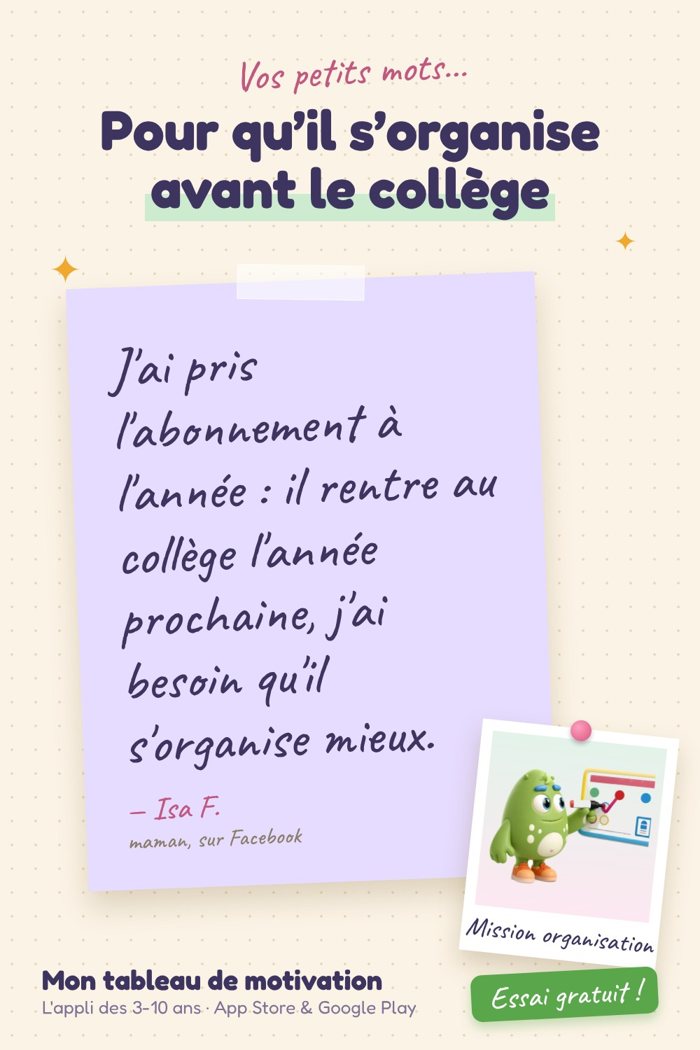 Vos petits mots...
Pour qu’il s’organise
avant le collège
J'ai pris
l'abonnement à
l'année : il rentre au
collège l'année
prochaine, j'ai
besoin qu'il
s'organise mieux.
— Isa F.
maman, sur Facebook
Mission organisation
Mon tableau de motivation
L'appli des 3-10 ans · App Store & Google Play
Essai gratuit !